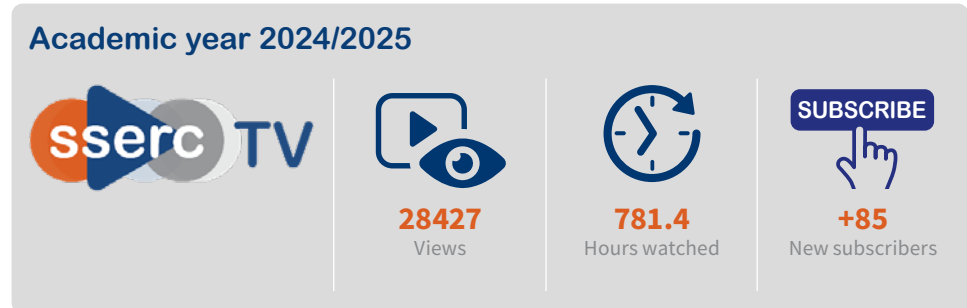 Academic year 2024/2025
sserc TV
SUBSCRIBE
28427
Views
781.4
Hours watched
+85
New subscribers